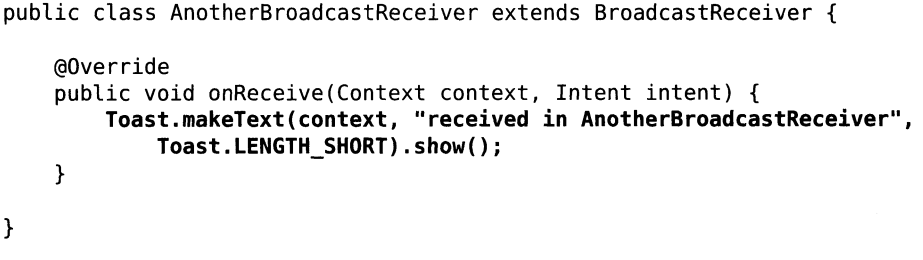 public class AnotherBroadcastReceiver extends BroadcastReceiver {
@Override
public void onReceive(Context context, Intent intent) {
Toast.makeText(context, "received in AnotherBroadcastReceiver",
Toast.LENGTH_SHORT).show();
}
}